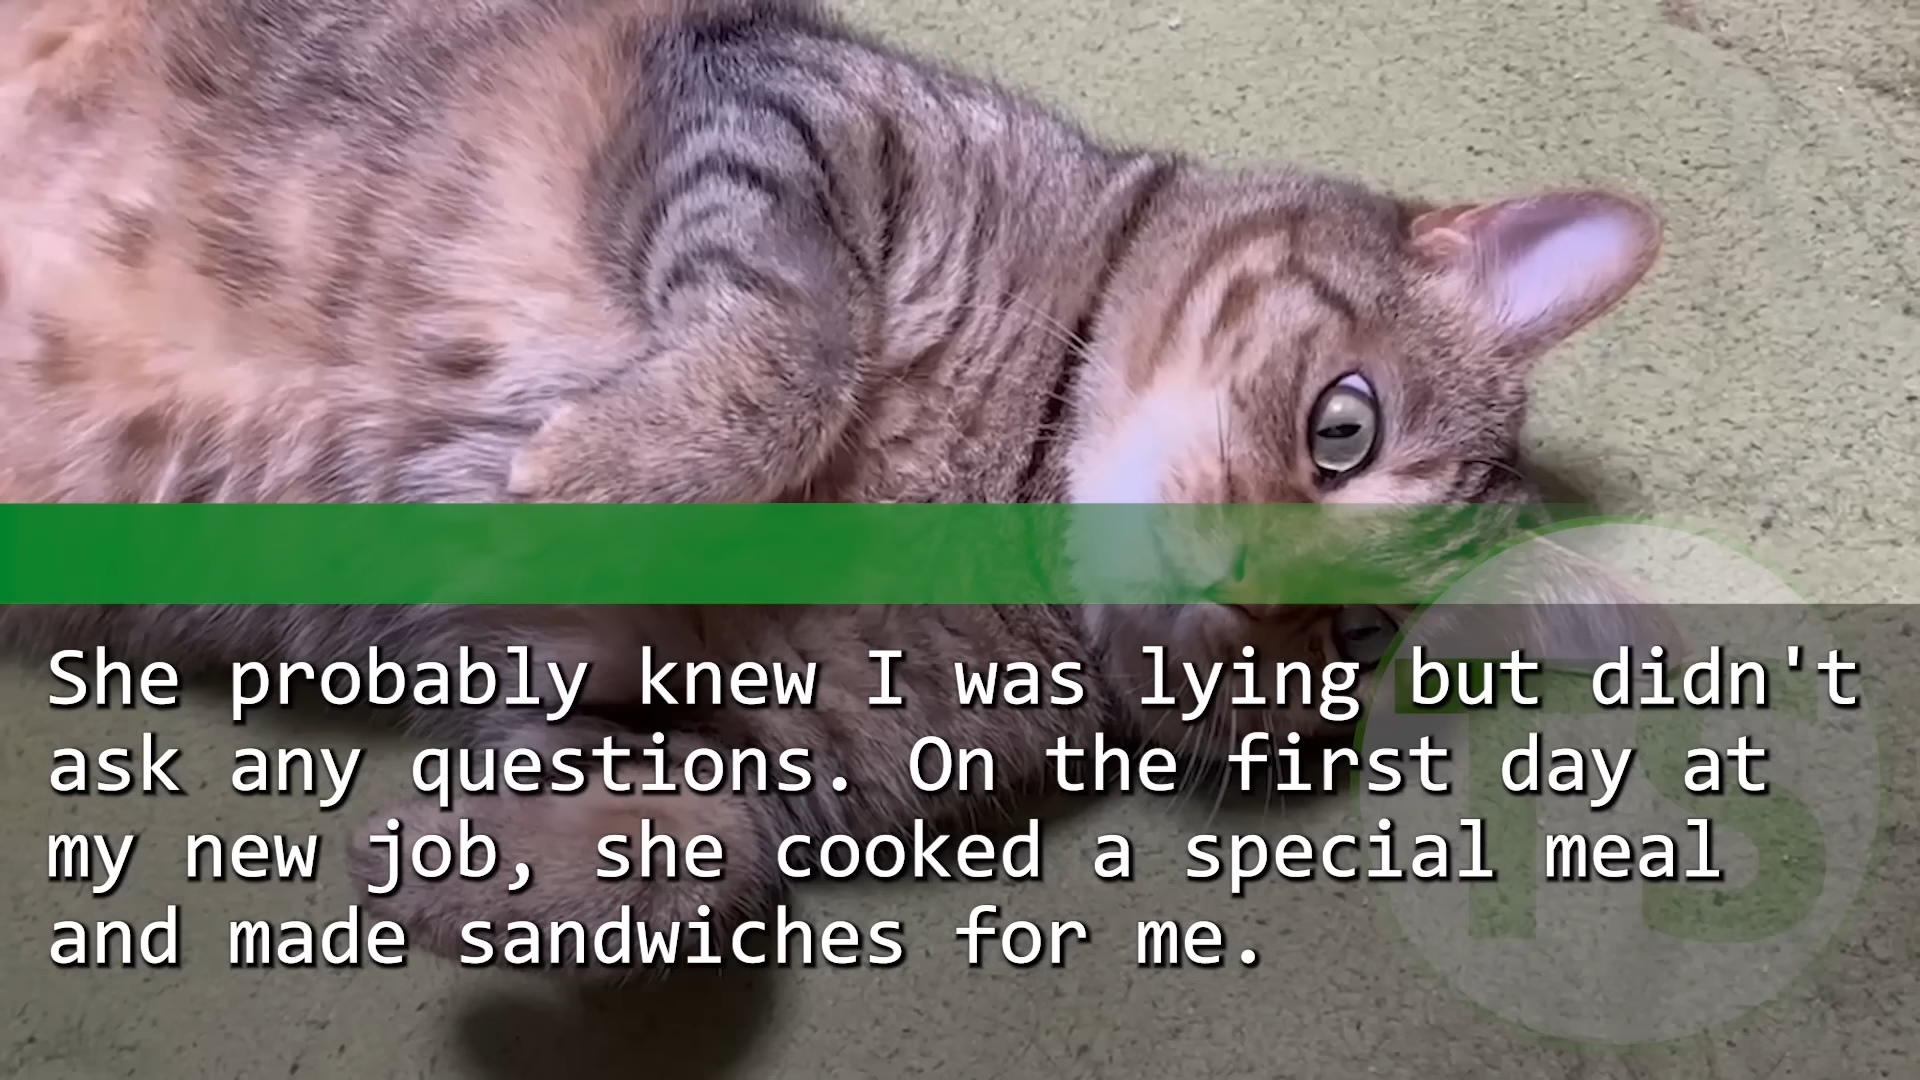 She probably knew I was lying but didn't
ask any questions. On the first day at
my new job, she cooked a special meal
and made sandwiches for me.
TS